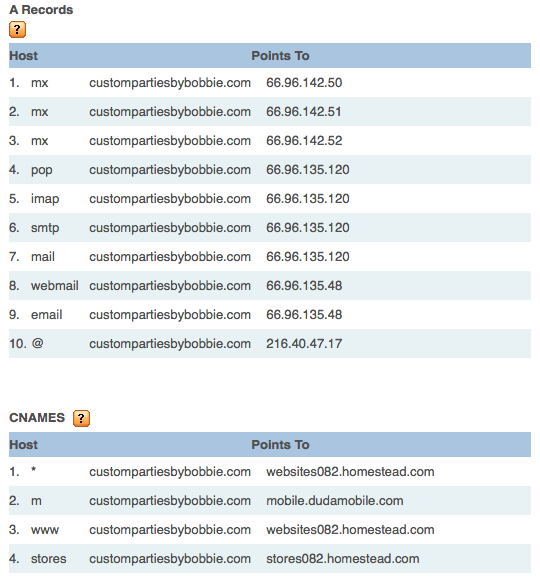 A Records
?
Host Points To
1. mx custompartiesbybobbie.com 66.96.142.50
2. mx custompartiesbybobbie.com 66.96.142.51
3. mx custompartiesbybobbie.com 66.96.142.52
4. pop custompartiesbybobbie.com 66.96.135.120
5. imap custompartiesbybobbie.com 66.96.135.120
6. smtp custompartiesbybobbie.com 66.96.135.120
7. mail custompartiesbybobbie.com 66.96.135.120
8. webmail custompartiesbybobbie.com 66.96.135.48
9. email custompartiesbybobbie.com 66.96.135.48
10. @ custompartiesbybobbie.com 216.40.47.17
CNAMES ?
Host Points To
1. * custompartiesbybobbie.com websites082.homestead.com
2. m custompartiesbybobbie.com mobile.dudamobile.com
3. www custompartiesbybobbie.com websites082.homestead.com
4. stores custompartiesbybobbie.com stores082.homestead.com